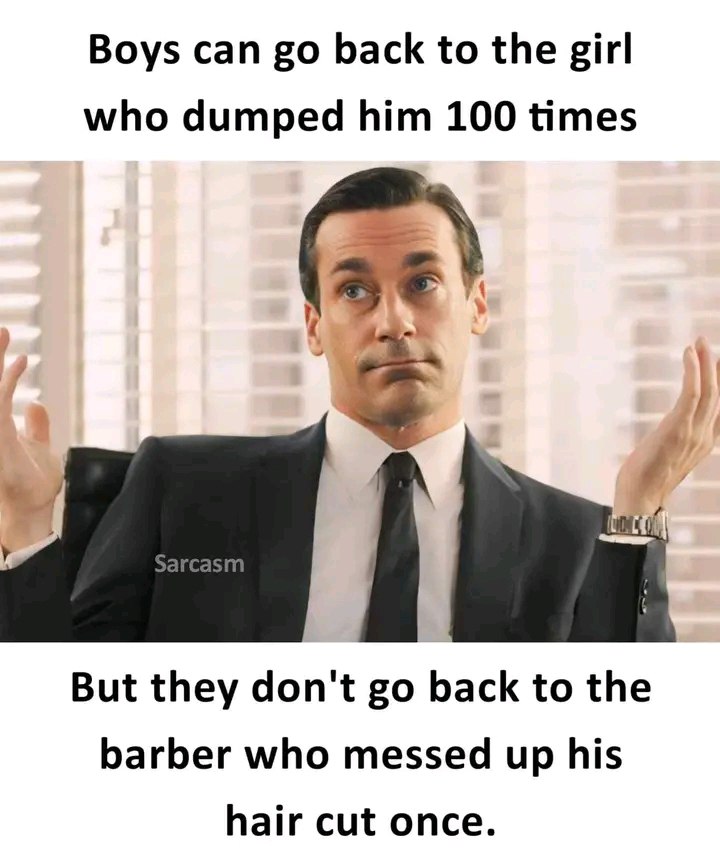 Boys can go back to the girl
who dumped him 100 times
Sarcasm
But they don't go back to the
barber who messed up his
hair cut once.